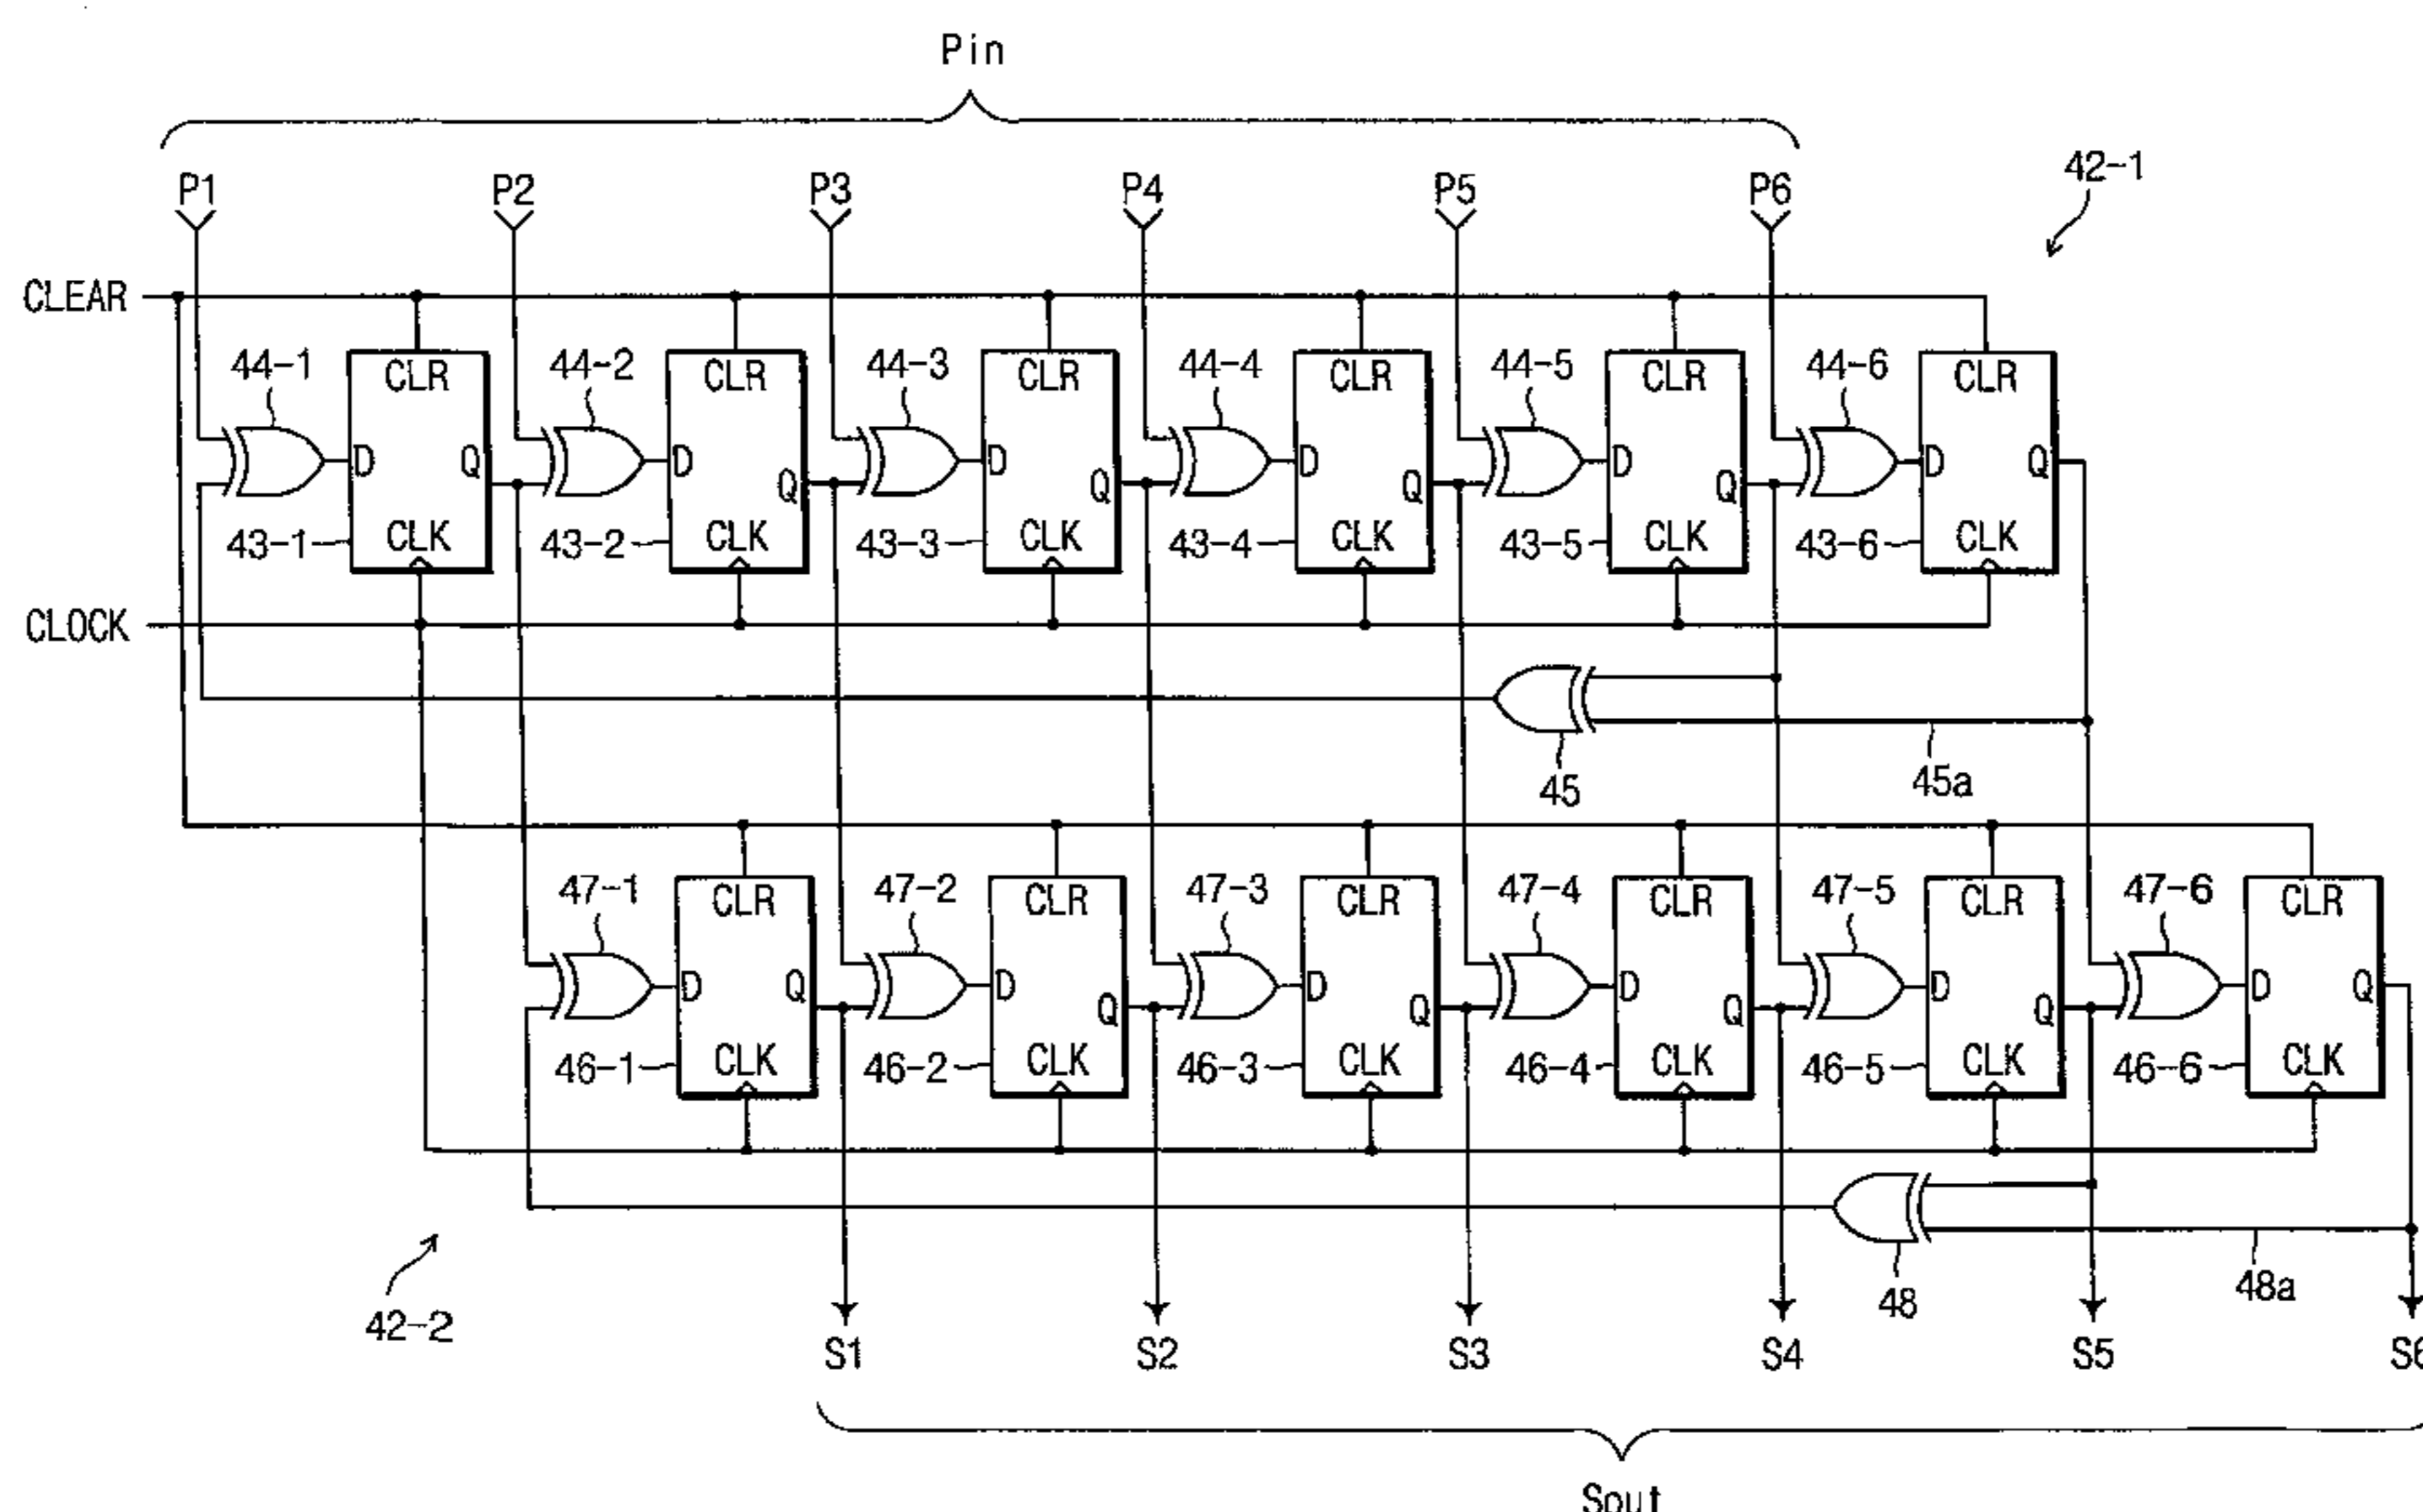 Pin
P1 P2 P3 P4 P5 P6 42-1
CLEAR
44-1 CLR 44-2 CLR 44-3 CLR 44-4 CLR 44-5 CLR 44-6 CLR
D Q D Q D Q D Q D Q D Q
43-1 CLK 43-2 CLK 43-3 CLK 43-4 CLK 43-5 CLK 43-6 CLK
CLOCK
45 45a
47-1 CLR 47-2 CLR 47-3 CLR 47-4 CLR 47-5 CLR 47-6 CLR
D Q D Q D Q D Q D Q D Q
46-1 CLK 46-2 CLK 46-3 CLK 46-4 CLK 46-5 CLK 46-6 CLK
42-2 48 48a
S1 S2 S3 S4 S5 S6
Sout